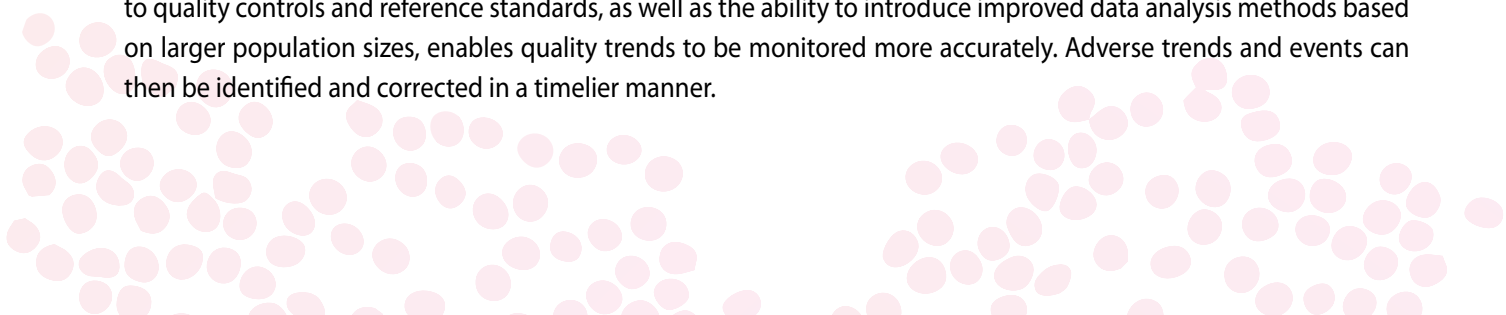 to quality controls and reference standards, as well as the ability to introduce improved data analysis methods based
on larger population sizes, enables quality trends to be monitored more accurately. Adverse trends and events can
then be identified and corrected in a timelier manner.